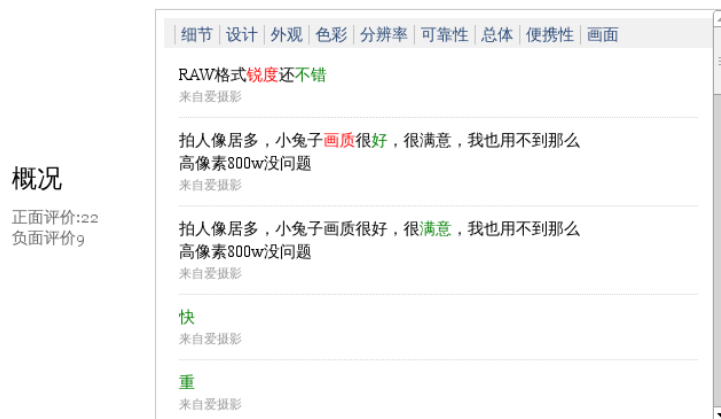 细节 设计 外观 色彩 分辨率 可靠性 总体 便携性 画面
RAW格式锐度还不错
来自爱摄影
拍人像居多，小兔子画质很好，很满意，我也用不到那么
高像素800w没问题
来自爱摄影
概况
正面评价:22
负面评价9
拍人像居多，小兔子画质很好，很满意，我也用不到那么
高像素800w没问题
来自爱摄影
快
来自爱摄影
重
来自爱摄影